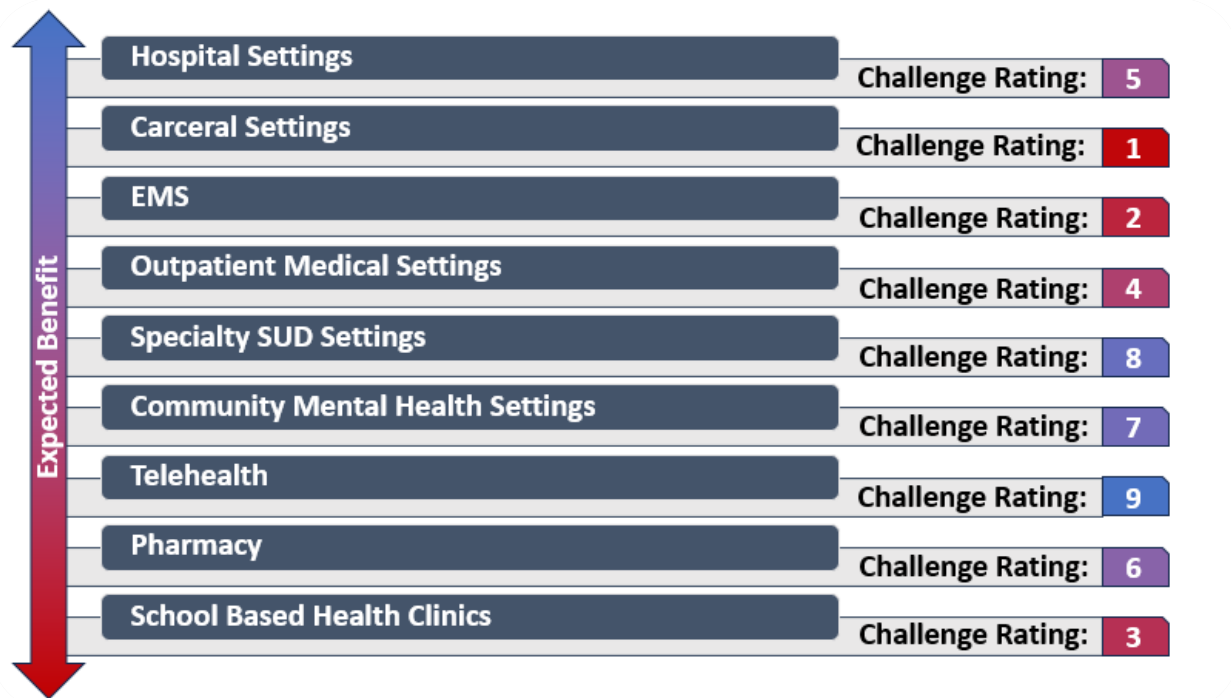 Hospital Settings
Challenge Rating: 5
Carceral Settings
Challenge Rating: 1
EMS
Challenge Rating: 2
Outpatient Medical Settings
Challenge Rating: 4
Specialty SUD Settings
Challenge Rating: 8
Community Mental Health Settings
Challenge Rating: 7
Telehealth
Challenge Rating: 9
Pharmacy
Challenge Rating: 6
School Based Health Clinics
Challenge Rating: 3
Expected Benefit